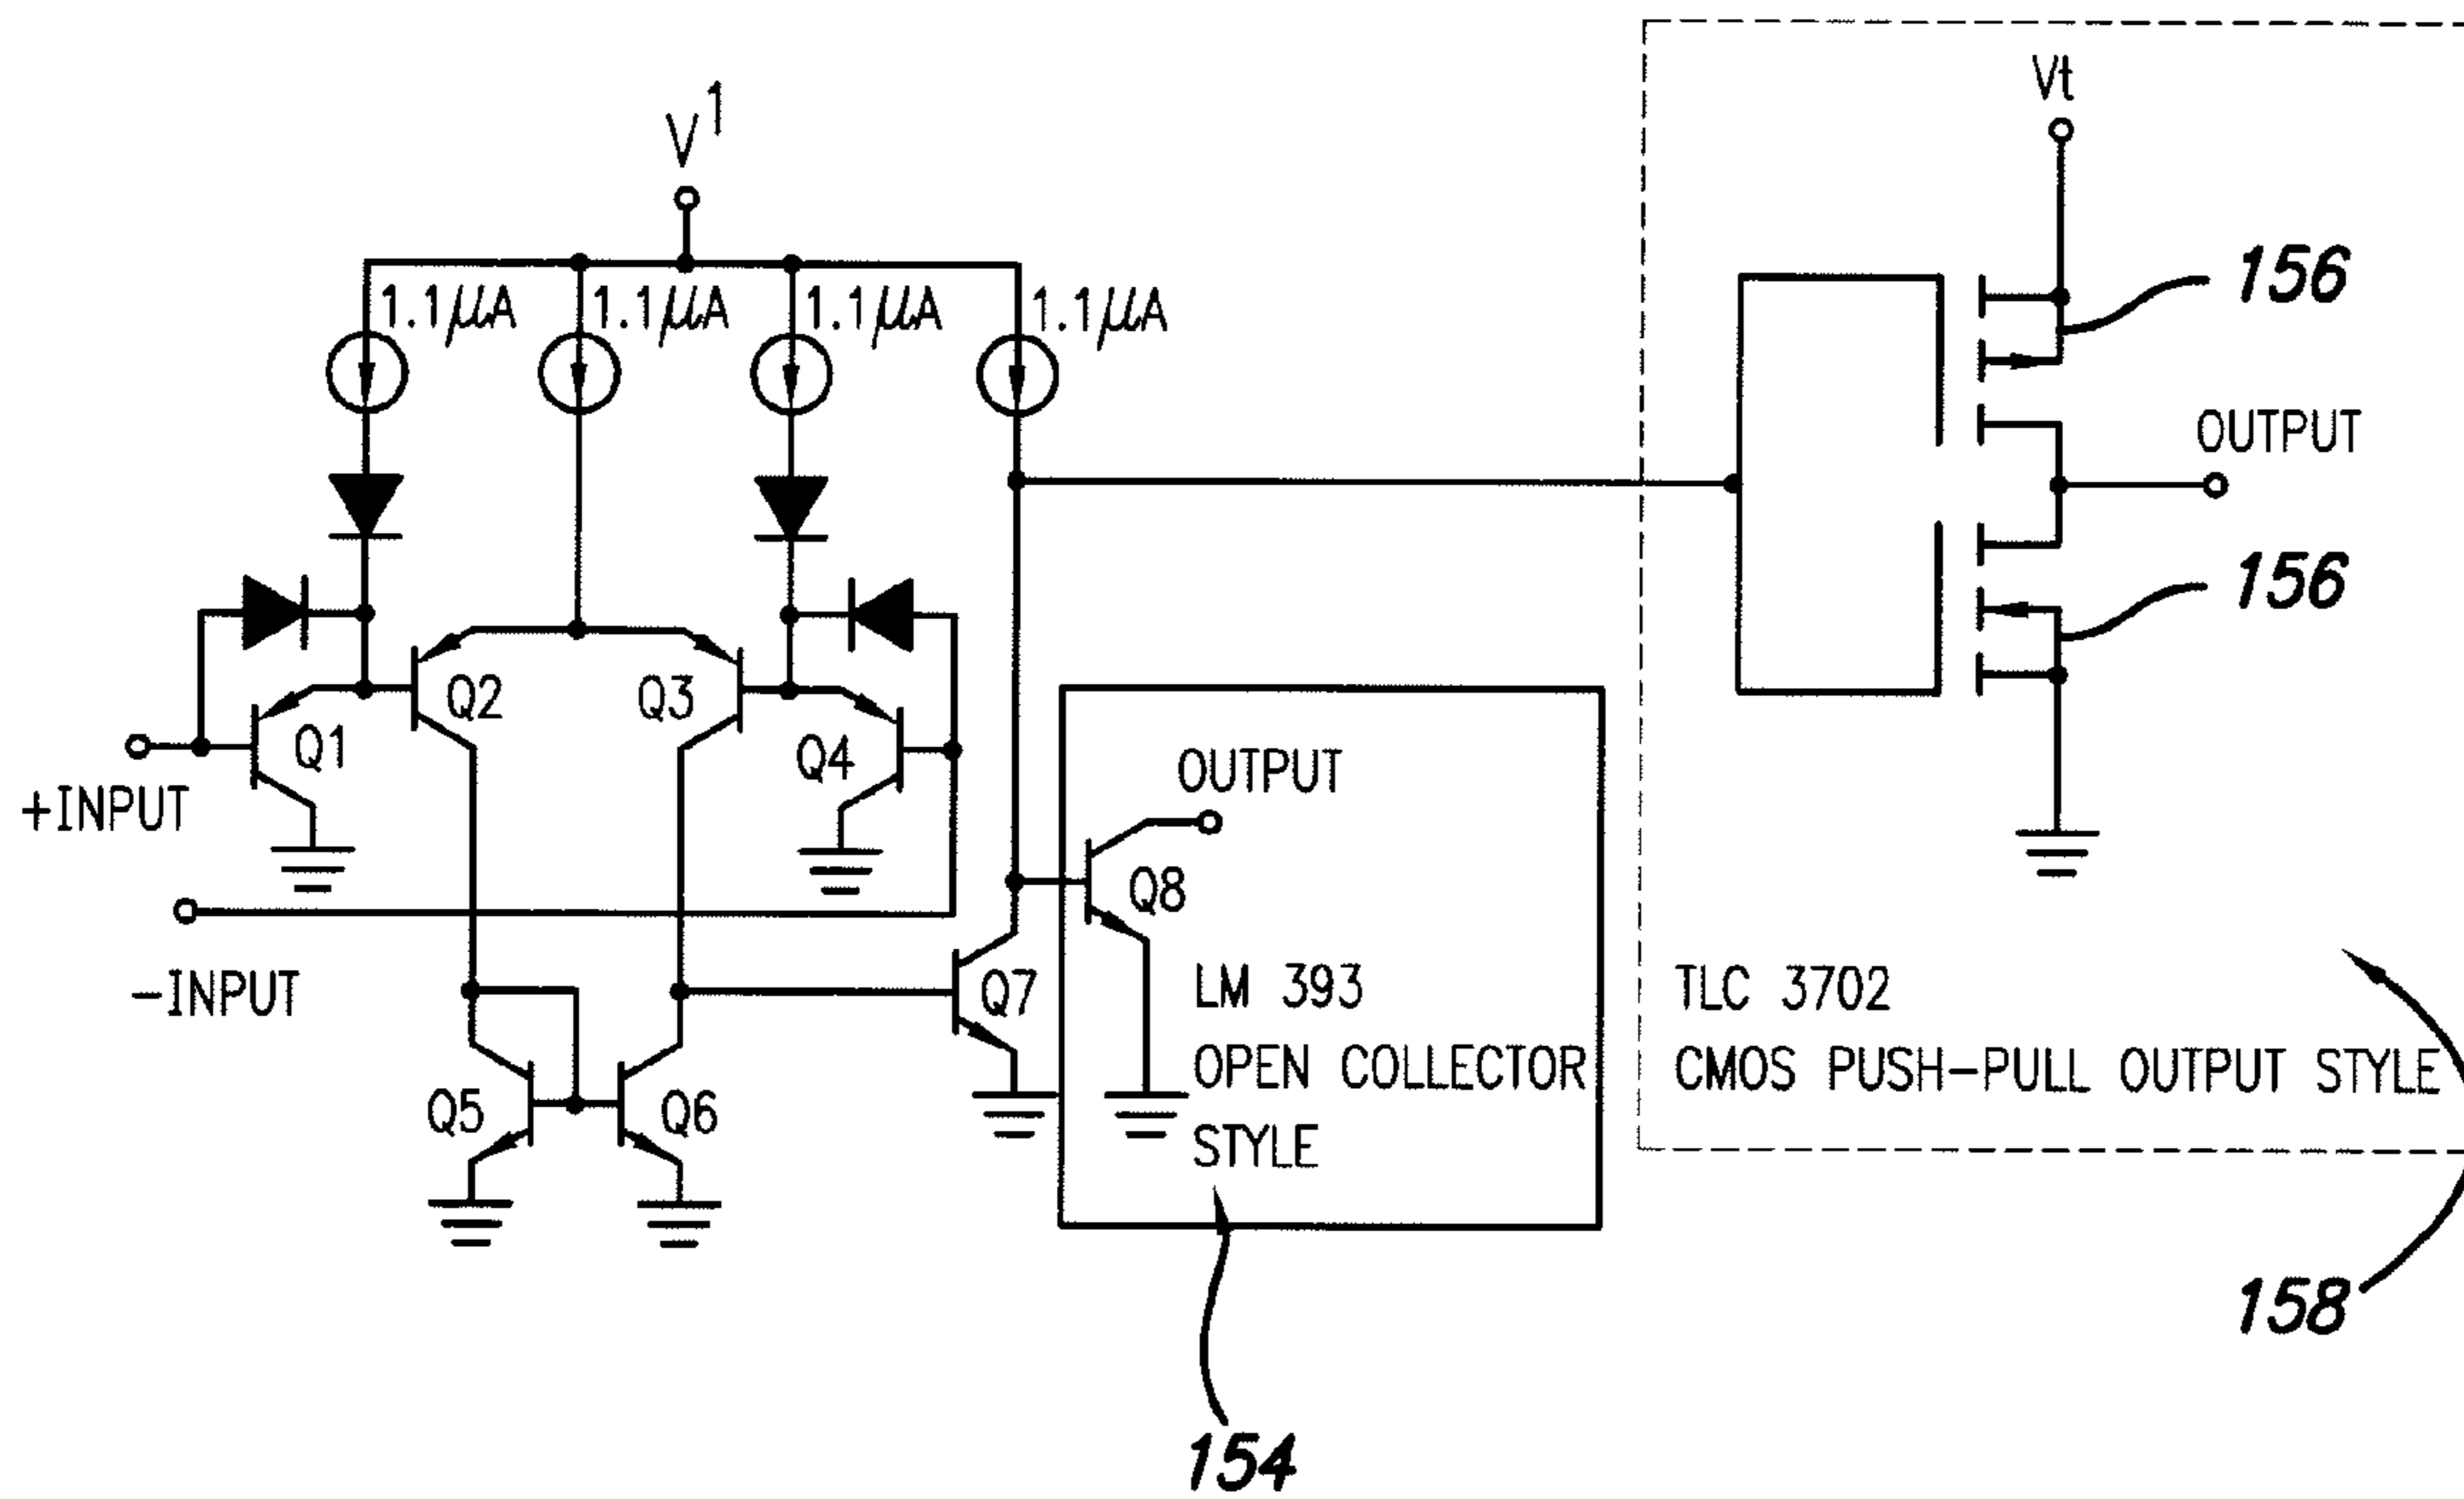 V1
Vt
1.1µA
1.1µA
1.1µA
1.1µA
156
OUTPUT
156
Q2
Q3
Q1
Q4
OUTPUT
+INPUT
Q8
-INPUT
Q7
LM 393
OPEN COLLECTOR
STYLE
TLC 3702
CMOS PUSH-PULL OUTPUT STYLE
Q5
Q6
158
154